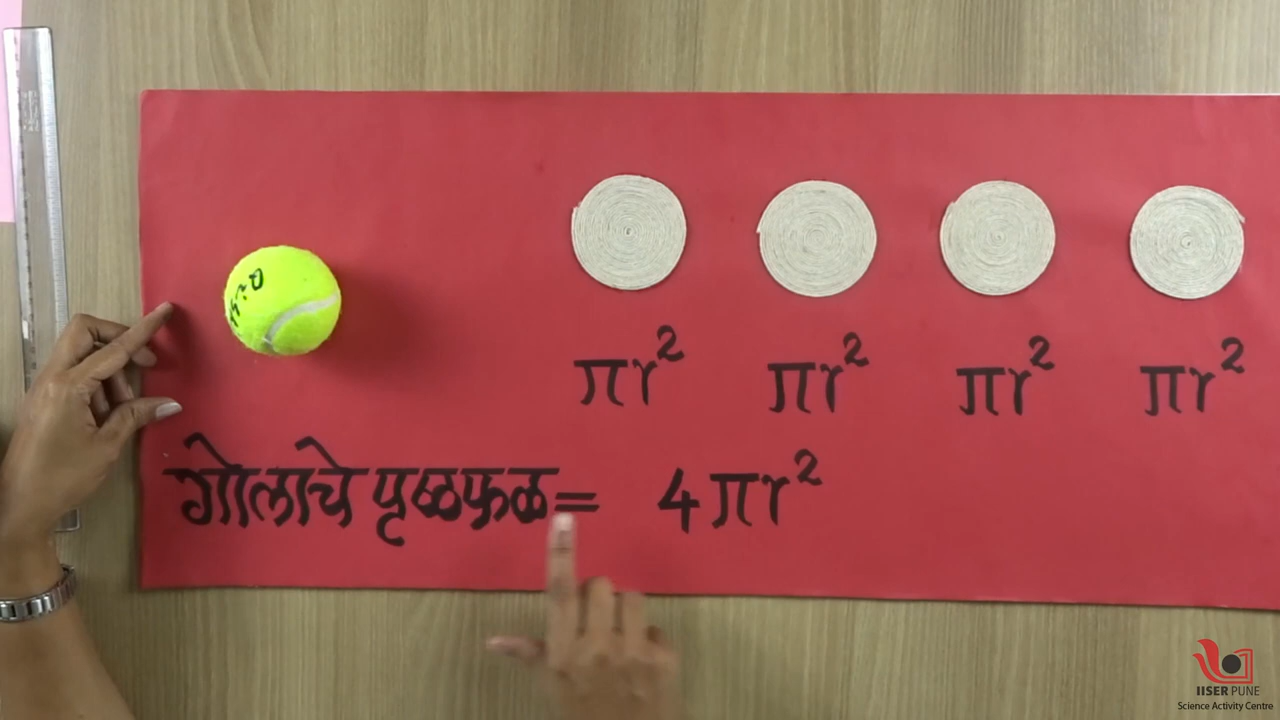 πr² πr² πr² πr²
गोलाचे पृष्ठफळ = 4πr²
IISER PUNE
Science Activity Centre